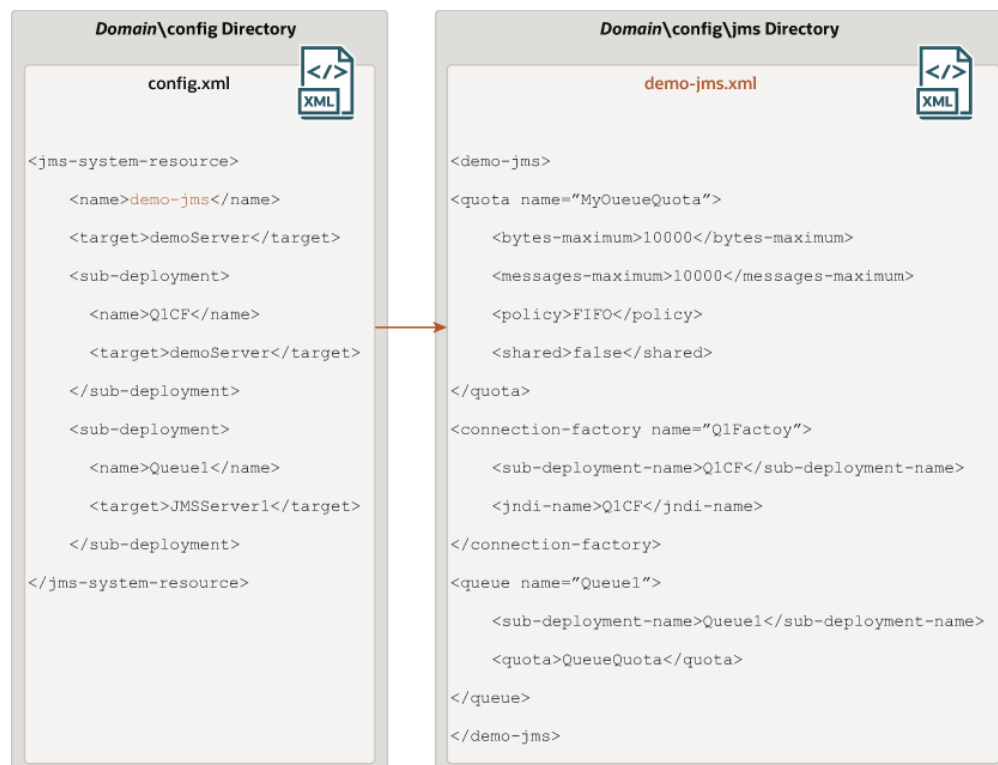 Domain\config Directory
config.xml
</>
XML
<jms-system-resource>
<name>demo-jms</name>
<target>demoServer</target>
<sub-deployment>
<name>Q1CF</name>
<target>demoServer</target>
</sub-deployment>
<sub-deployment>
<name>Queue1</name>
<target>JMSServer1</target>
</sub-deployment>
</jms-system-resource>
Domain\config\jms Directory
demo-jms.xml
</>
XML
<demo-jms>
<quota name=”MyOueueQuota”>
<bytes-maximum>10000</bytes-maximum>
<messages-maximum>10000</messages-maximum>
<policy>FIFO</policy>
<shared>false</shared>
</quota>
<connection-factory name=”Q1Factoy”>
<sub-deployment-name>Q1CF</sub-deployment-name>
<jndi-name>Q1CF</jndi-name>
</connection-factory>
<queue name=”Queue1”>
<sub-deployment-name>Queue1</sub-deployment-name>
<quota>QueueQuota</quota>
</queue>
</demo-jms>